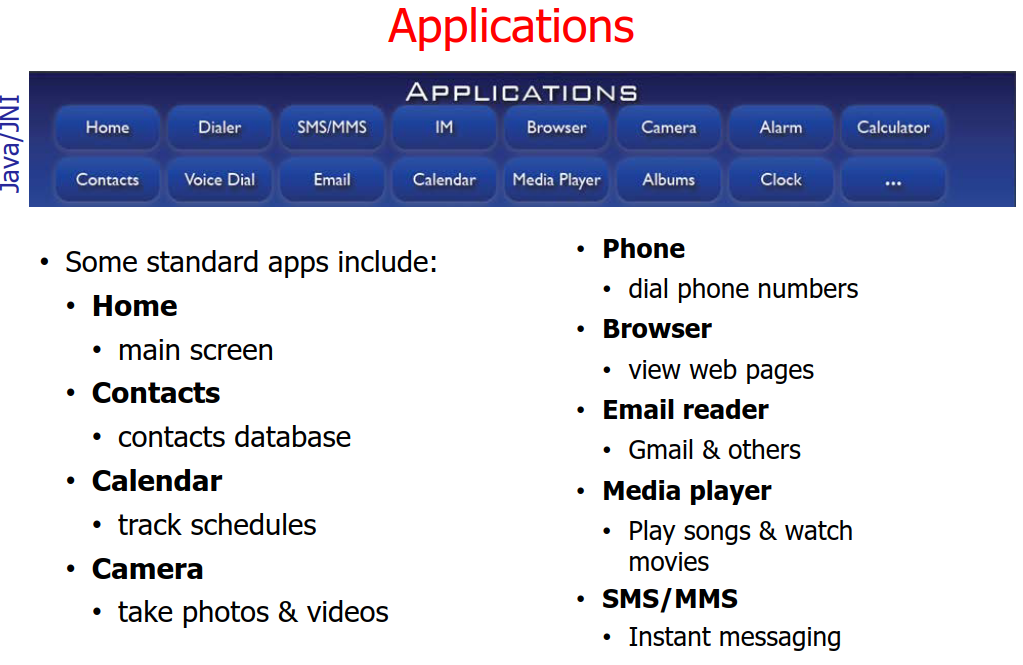 Applications
Java/JNI
APPLICATIONS
Home Dialer SMS/MMS IM Browser Camera Alarm Calculator
Contacts Voice Dial Email Calendar Media Player Albums Clock ...
• Some standard apps include:
• Home
• main screen
• Contacts
• contacts database
• Calendar
• track schedules
• Camera
• take photos & videos
• Phone
• dial phone numbers
• Browser
• view web pages
• Email reader
• Gmail & others
• Media player
• Play songs & watch
movies
• SMS/MMS
• Instant messaging